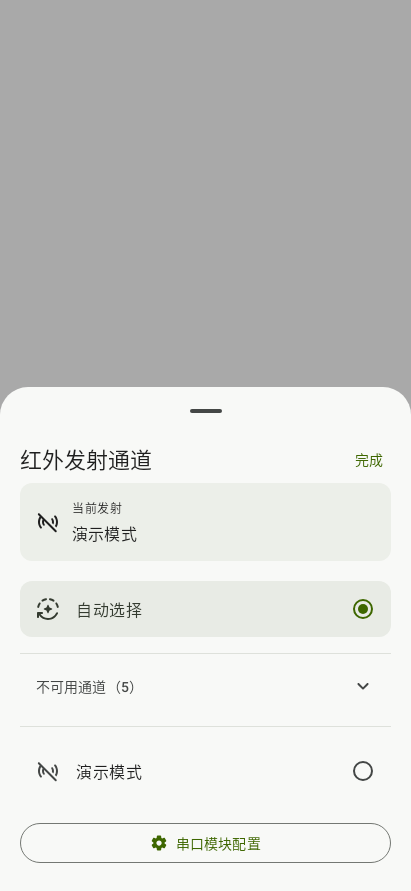 红外发射通道
完成
当前发射
演示模式
自动选择
不可用通道（5）
演示模式
串口模块配置